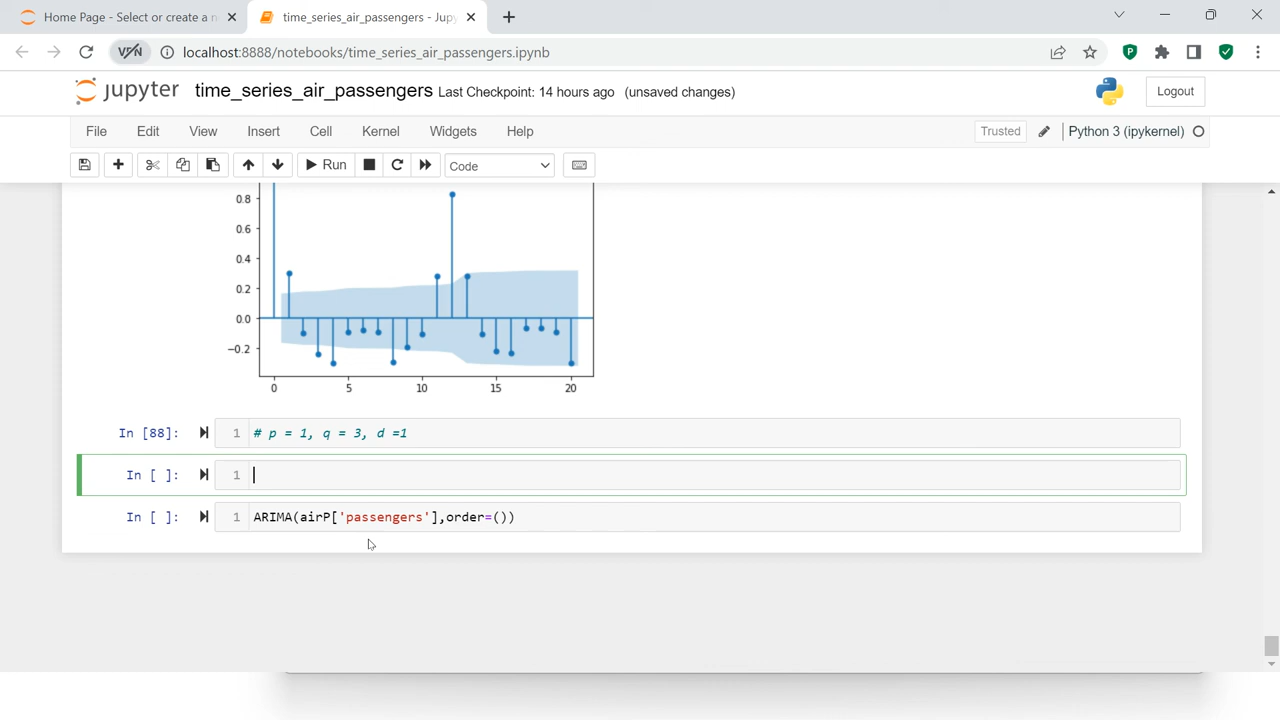 Home Page - Select or create a n
time_series_air_passengers - Jupy
VPN
localhost:8888/notebooks/time_series_air_passengers.ipynb
jupyter time_series_air_passengers Last Checkpoint: 14 hours ago (unsaved changes)
Logout
File Edit View Insert Cell Kernel Widgets Help
Trusted Python 3 (ipykernel)
Run Code
0.8
0.6
0.4
0.2
0.0
−0.2
0 5 10 15 20
In [88]: 1 # p = 1, q = 3, d =1
In [ ]: 1
In [ ]: 1 ARIMA(airP['passengers'],order=())